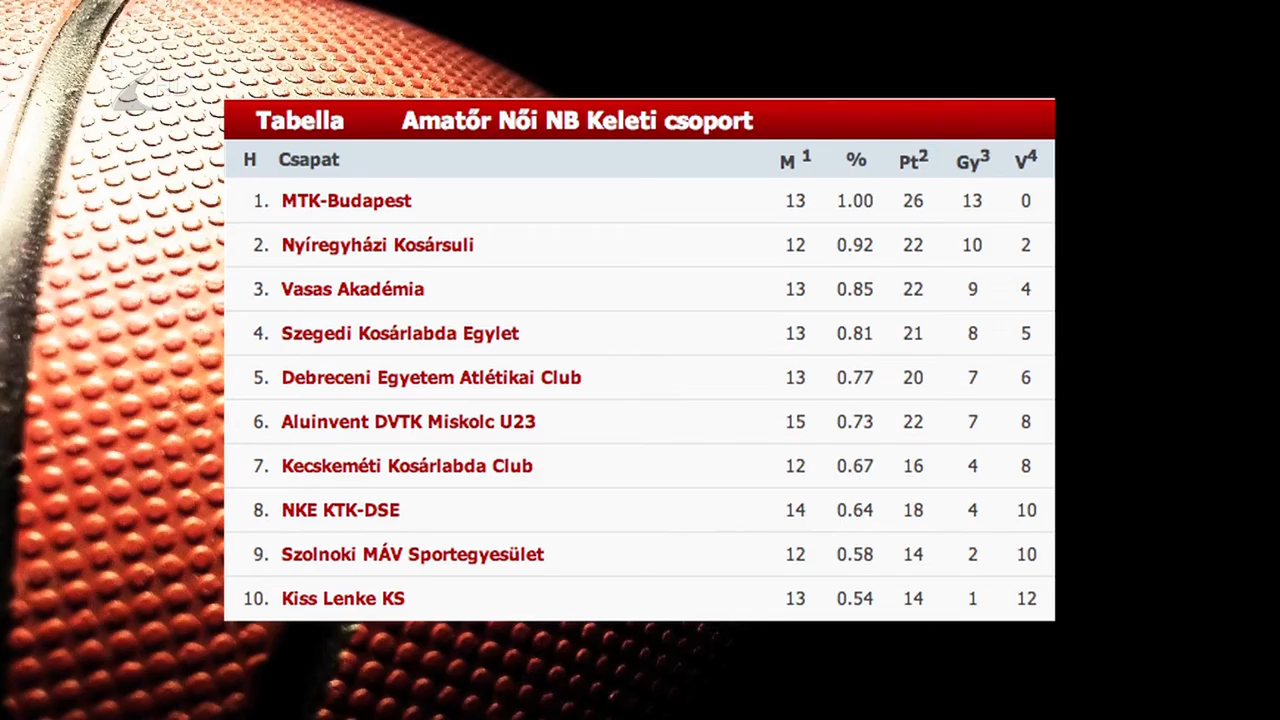 Tabella Amatőr Női NB Keleti csoport
H Csapat M 1 % Pt2 Gy3 V4
1. MTK-Budapest 13 1.00 26 13 0
2. Nyíregyházi Kosársuli 12 0.92 22 10 2
3. Vasas Akadémia 13 0.85 22 9 4
4. Szegedi Kosárlabda Egylet 13 0.81 21 8 5
5. Debreceni Egyetem Atlétikai Club 13 0.77 20 7 6
6. Aluinvent DVTK Miskolc U23 15 0.73 22 7 8
7. Kecskeméti Kosárlabda Club 12 0.67 16 4 8
8. NKE KTK-DSE 14 0.64 18 4 10
9. Szolnoki MÁV Sportegyesület 12 0.58 14 2 10
10. Kiss Lenke KS 13 0.54 14 1 12